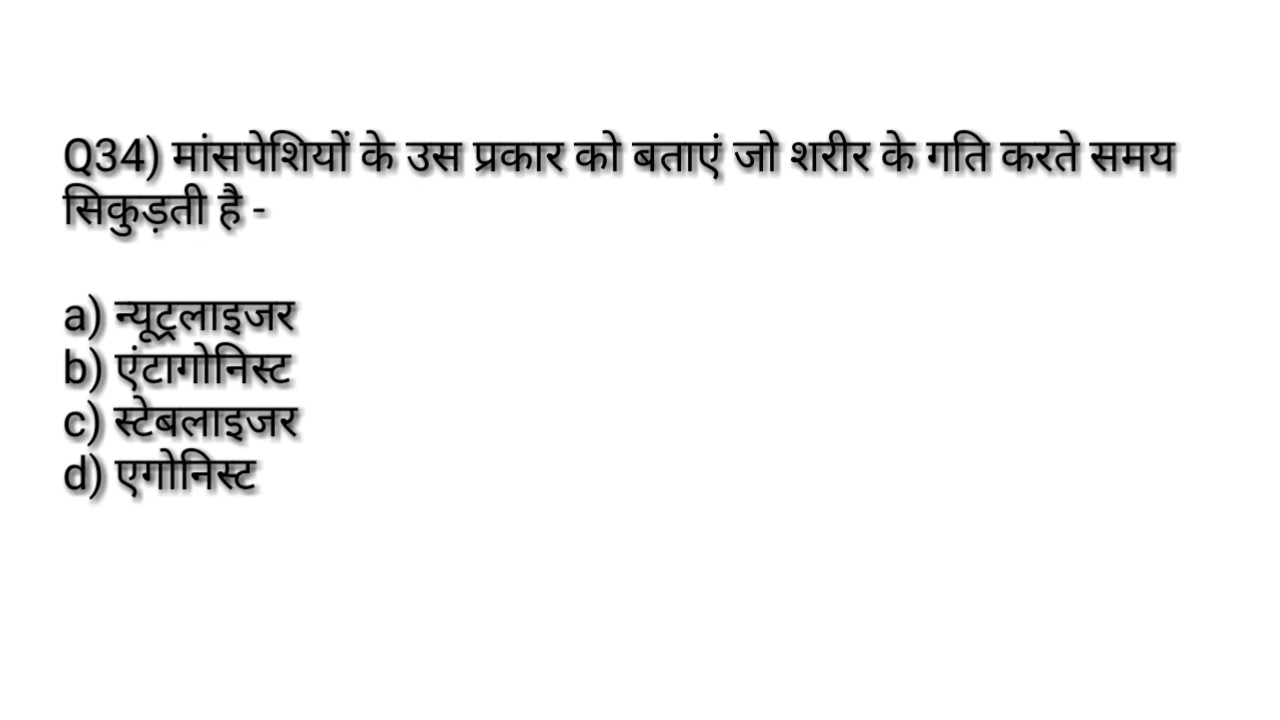 Q34) मांसपेशियों के उस प्रकार को बताएं जो शरीर के गति करते समय
सिकुड़ती है -
a) न्यूट्रलाइजर
b) एंटागोनिस्ट
c) स्टेबलाइजर
d) एगोनिस्ट